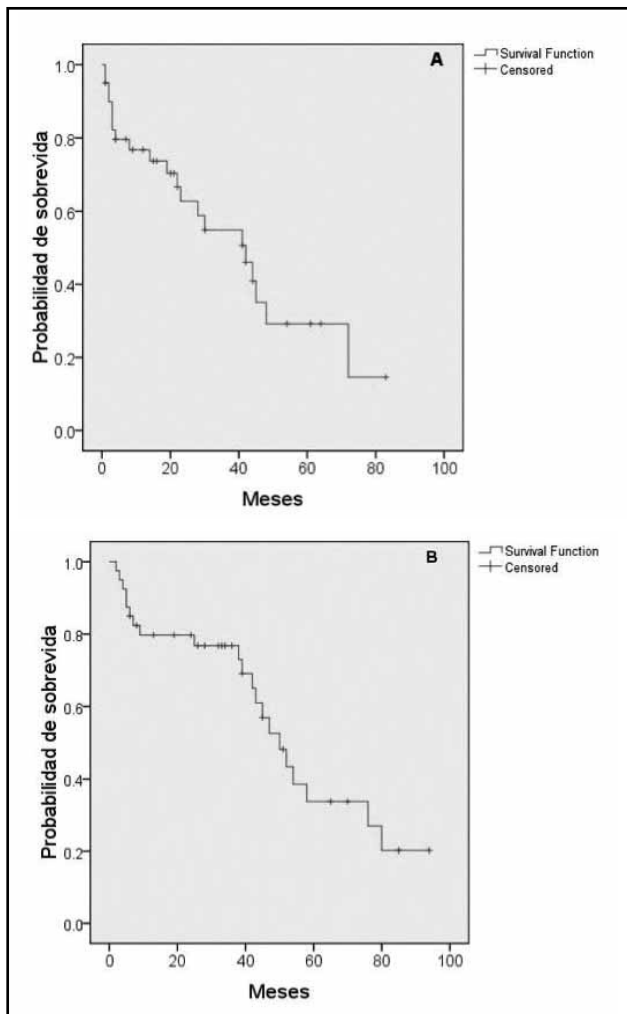 A
Survival Function
Censored
Probabilidad de sobrevida
1.0
0.8
0.6
0.4
0.2
0.0
0 20 40 60 80 100
Meses
B
Survival Function
Censored
Probabilidad de sobrevida
1.0
0.8
0.6
0.4
0.2
0.0
0 20 40 60 80 100
Meses